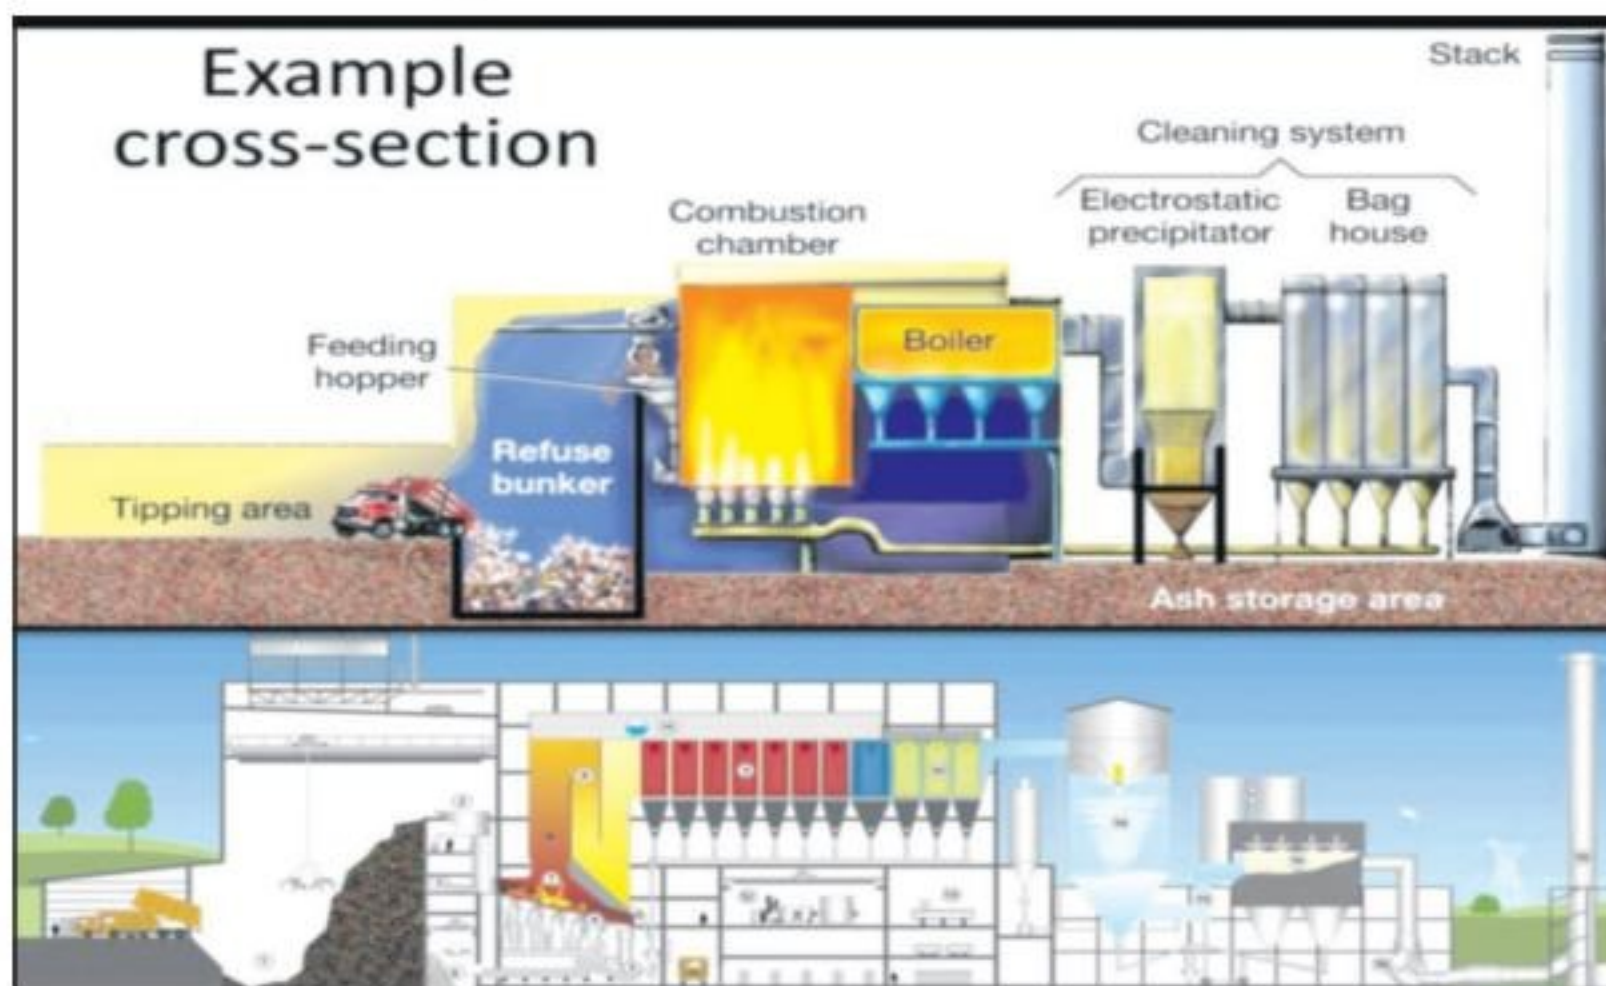 Example
cross-section
Stack
Cleaning system
Electrostatic
precipitator
Bag
house
Combustion
chamber
Feeding
hopper
Boiler
Refuse
bunker
Tipping area
Ash storage area